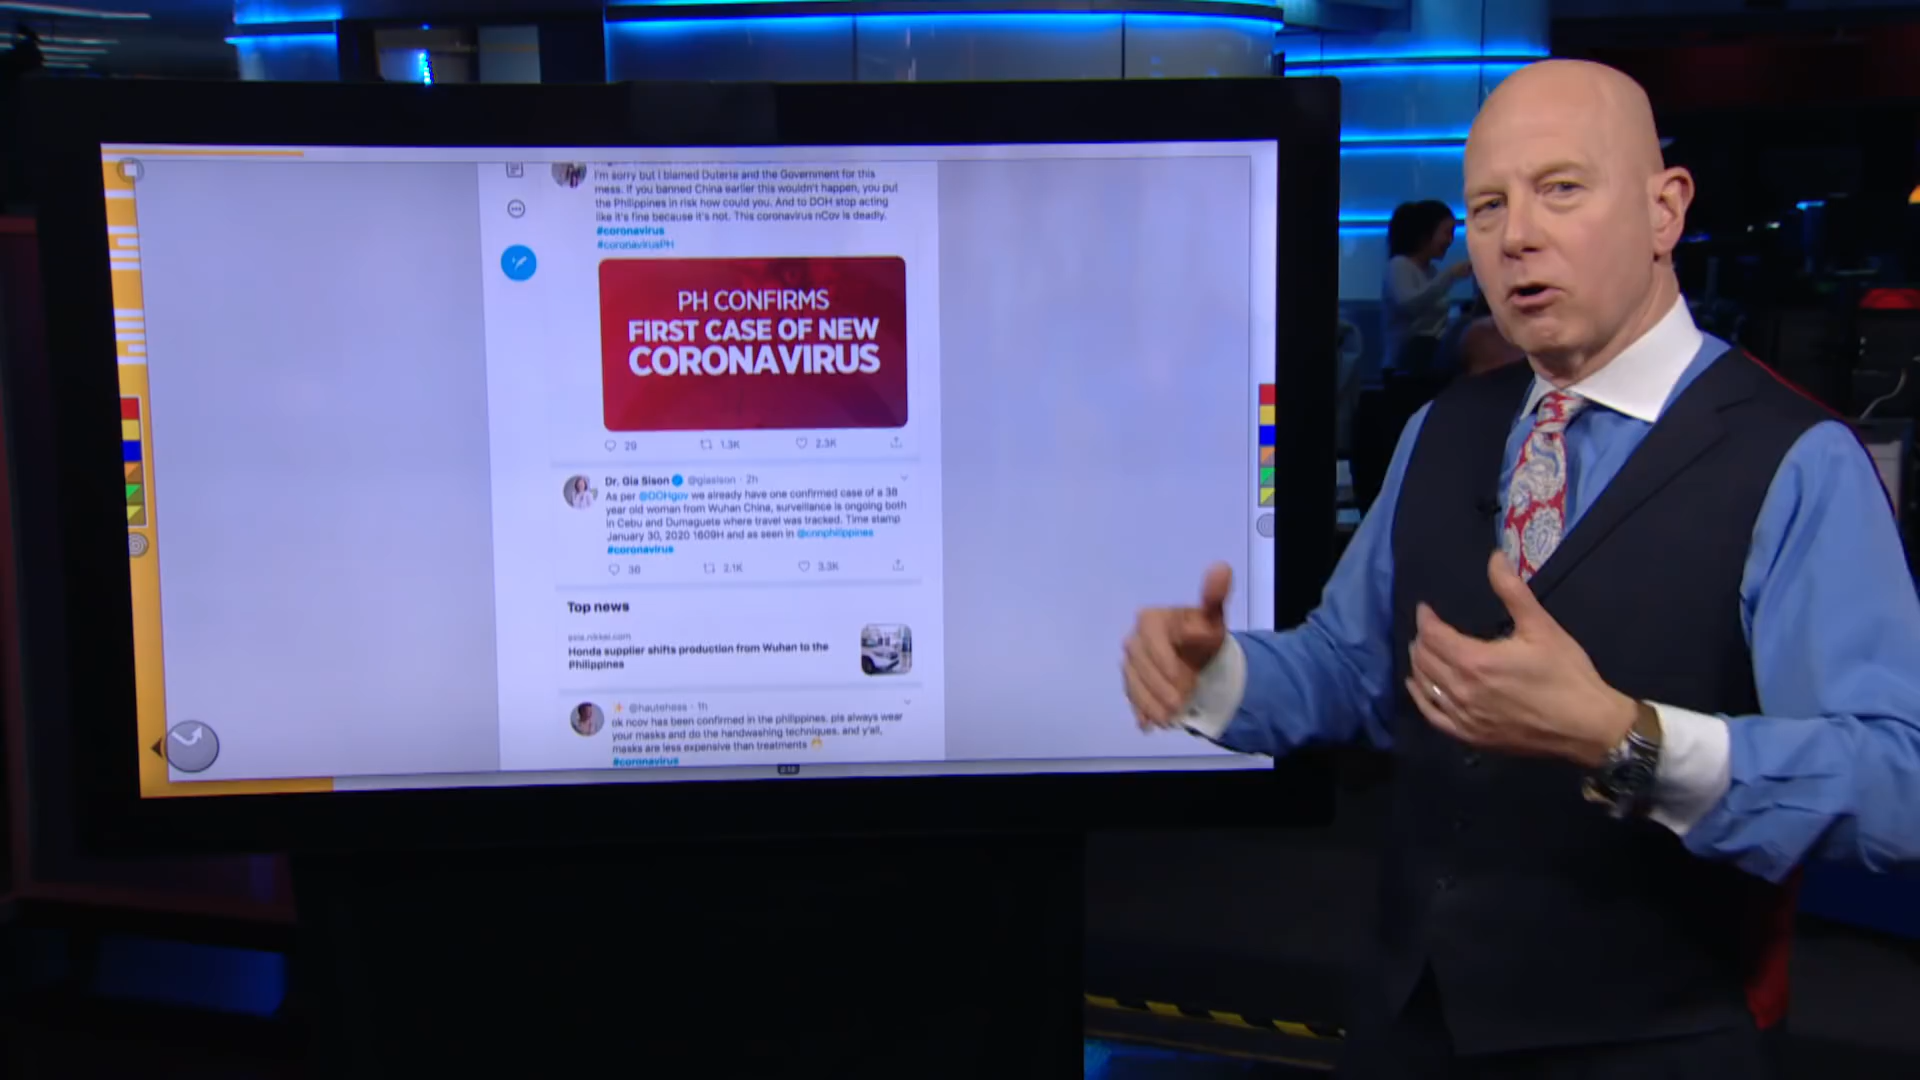 I'm sorry but I blamed Duterte and the Government for this
mess. If you banned China earlier this wouldn't happen, you put
the Philippines in risk how could you. And to DOH stop acting
like it's fine because it's not. This coronavirus nCov is deadly.
#coronavirus
#coronavirusPH
PH CONFIRMS
FIRST CASE OF NEW
CORONAVIRUS
29 1.3K 2.3K
Dr. Gia Sison @giasison · 2h
As per @DOHgov we already have one confirmed case of a 38
year old woman from Wuhan China, surveillance is ongoing both
in Cebu and Dumaguete where travel was tracked. Time stamp
January 30, 2020 1609H and as seen in @cnnphilippines
#coronavirus
36 2.1K 3.3K
Top news
asia.nikkei.com
Honda supplier shifts production from Wuhan to the
Philippines
@hautehess · 1h
ok ncov has been confirmed in the philippines. pls always wear
your masks and do the handwashing techniques. and y'all,
masks are less expensive than treatments
#coronavirus